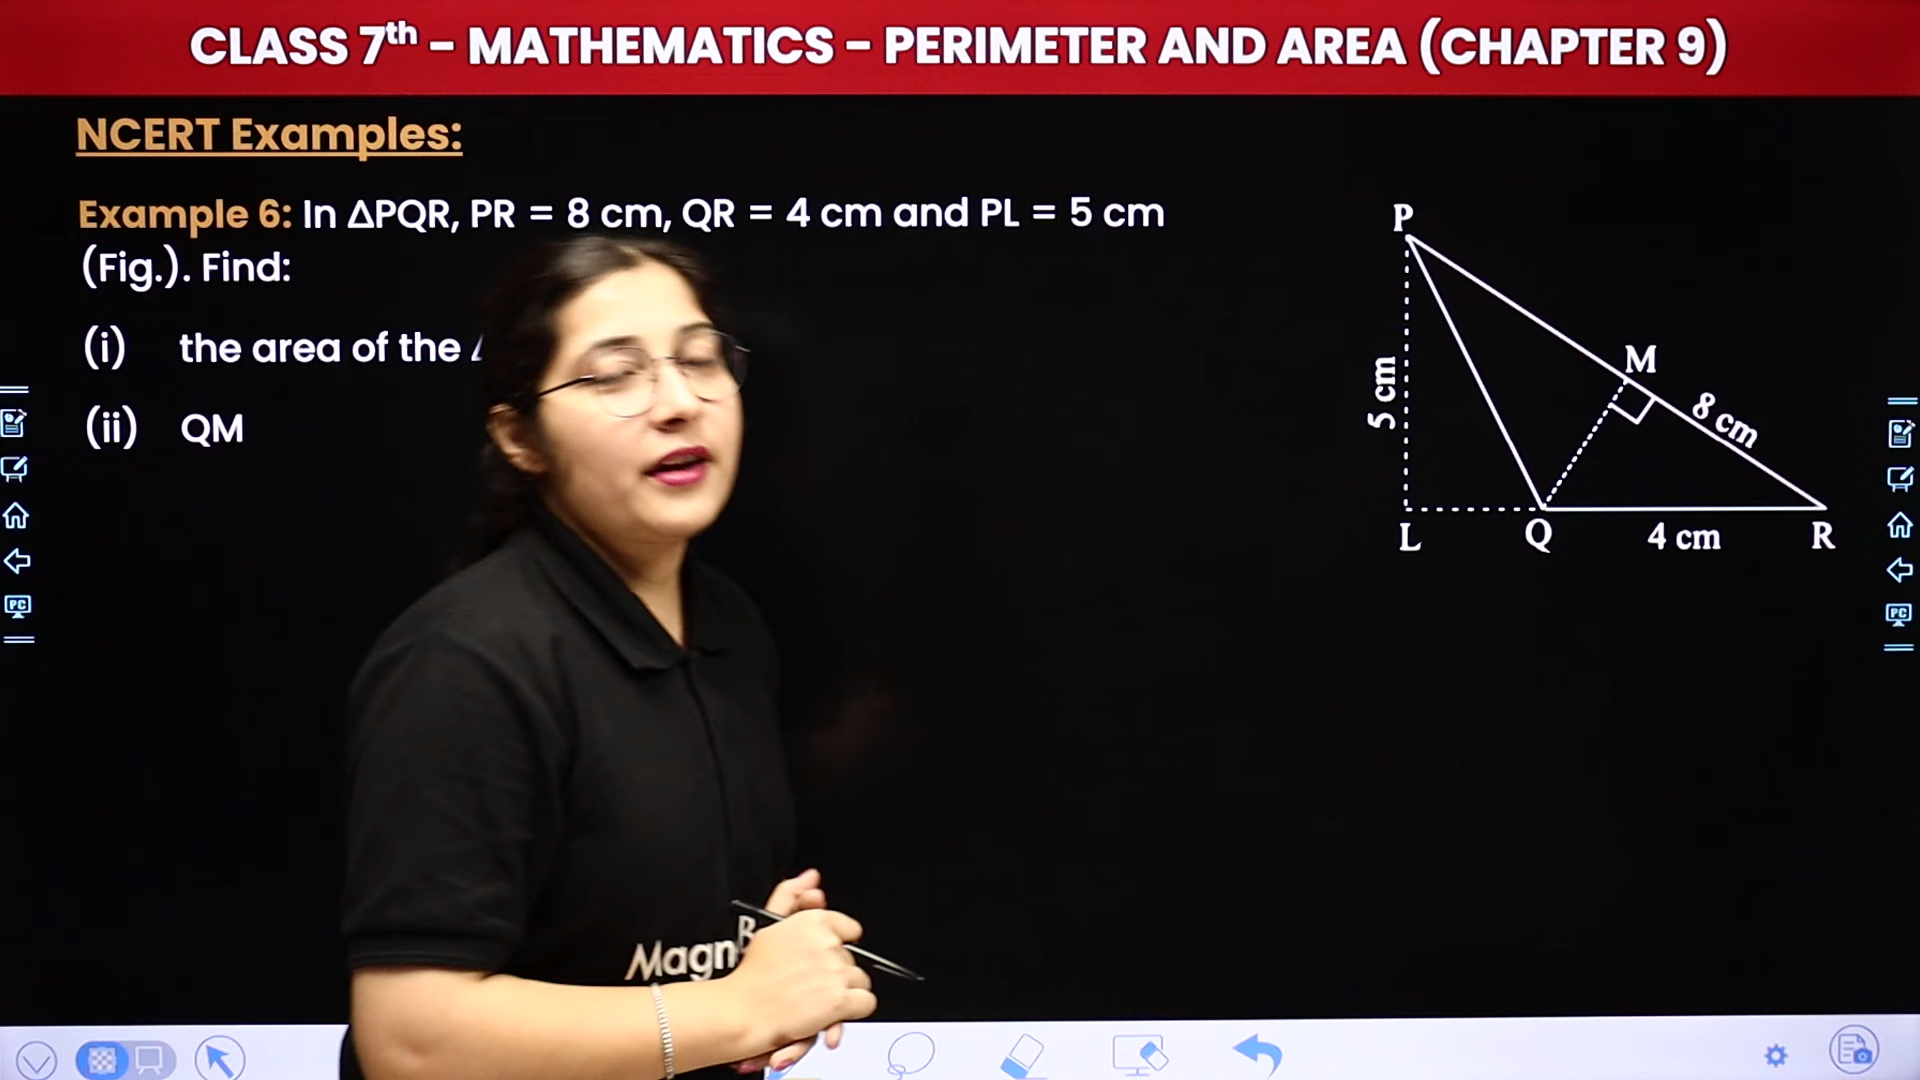 CLASS 7th – MATHEMATICS – PERIMETER AND AREA (CHAPTER 9)
NCERT Examples:
Example 6: In ΔPQR, PR = 8 cm, QR = 4 cm and PL = 5 cm
(Fig.). Find:
(i) the area of the
(ii) QM
P
M
5 cm
8 cm
L
Q
4 cm
R
PC
PC
Magn